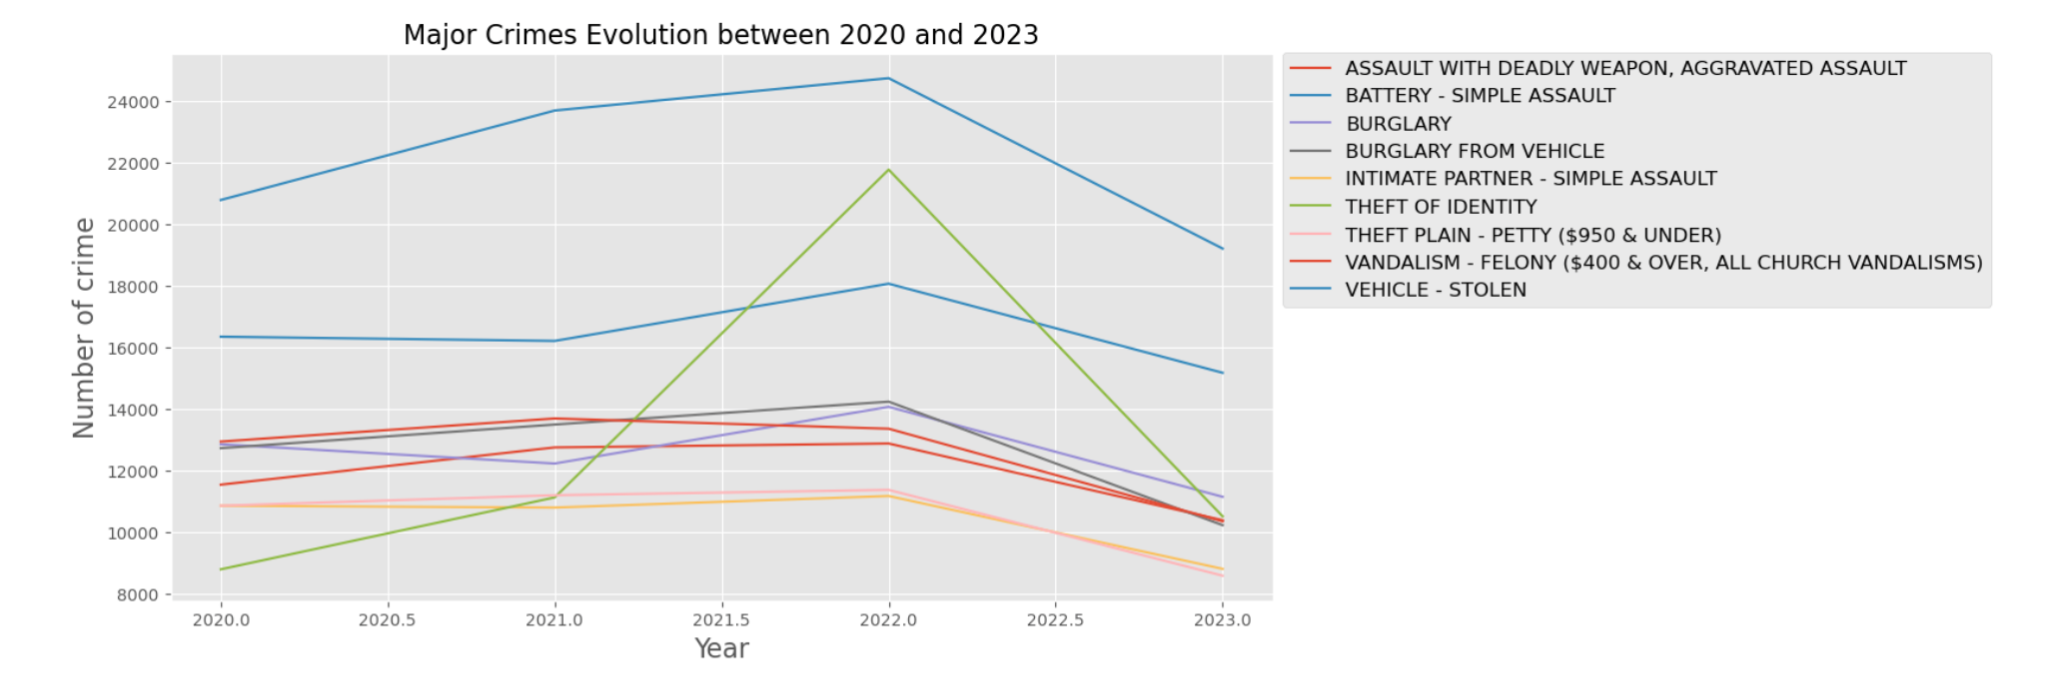 Major Crimes Evolution between 2020 and 2023
24000
22000
20000
18000
16000
14000
12000
10000
8000
Number of crime
2020.0 2020.5 2021.0 2021.5 2022.0 2022.5 2023.0
Year
ASSAULT WITH DEADLY WEAPON, AGGRAVATED ASSAULT
BATTERY - SIMPLE ASSAULT
BURGLARY
BURGLARY FROM VEHICLE
INTIMATE PARTNER - SIMPLE ASSAULT
THEFT OF IDENTITY
THEFT PLAIN - PETTY ($950 & UNDER)
VANDALISM - FELONY ($400 & OVER, ALL CHURCH VANDALISMS)
VEHICLE - STOLEN